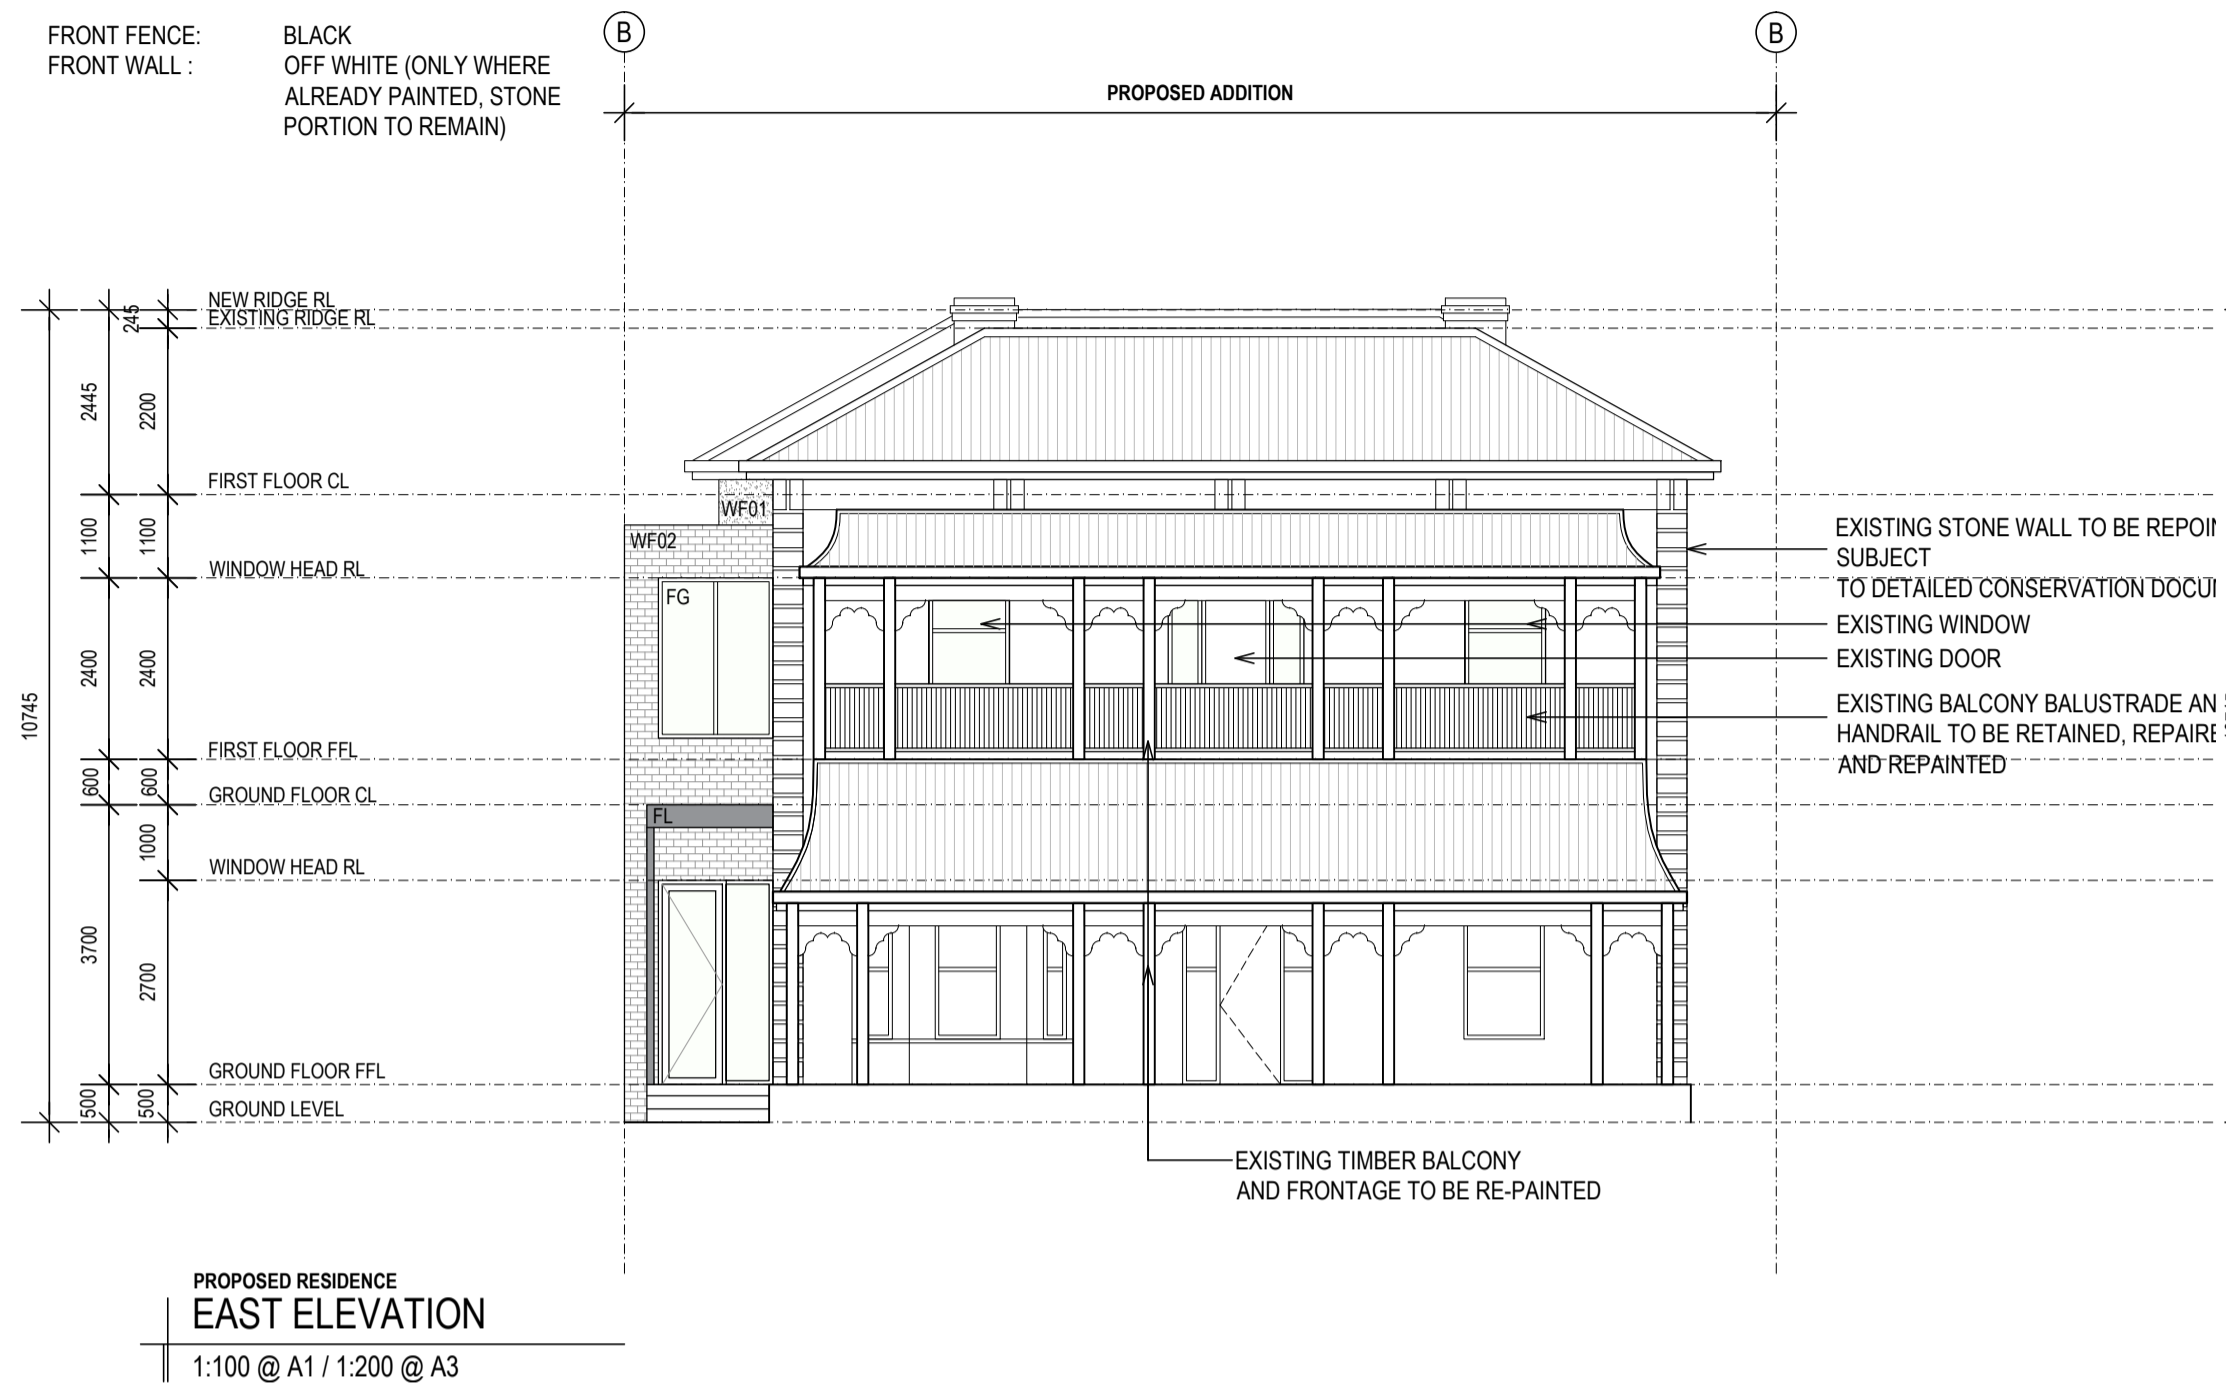 FRONT FENCE: BLACK
FRONT WALL : OFF WHITE (ONLY WHERE
ALREADY PAINTED, STONE
PORTION TO REMAIN)
B
B
PROPOSED ADDITION
NEW RIDGE RL
EXISTING RIDGE RL
FIRST FLOOR CL
WINDOW HEAD RL
FIRST FLOOR FFL
GROUND FLOOR CL
WINDOW HEAD RL
GROUND FLOOR FFL
GROUND LEVEL
10745
2445
1100
2400
600
3700
500
245
2200
1100
2400
600
1000
2700
500
WF01
WF02
FG
FL
EXISTING STONE WALL TO BE
SUBJECT
TO DETAILED CONSERVATION
EXISTING WINDOW
EXISTING DOOR
EXISTING BALCONY BALUSTRADE
HANDRAIL TO BE RETAINED,
AND REPAINTED
EXISTING TIMBER BALCONY
AND FRONTAGE TO BE RE-PAINTED
PROPOSED RESIDENCE
EAST ELEVATION
1:100 @ A1 / 1:200 @ A3